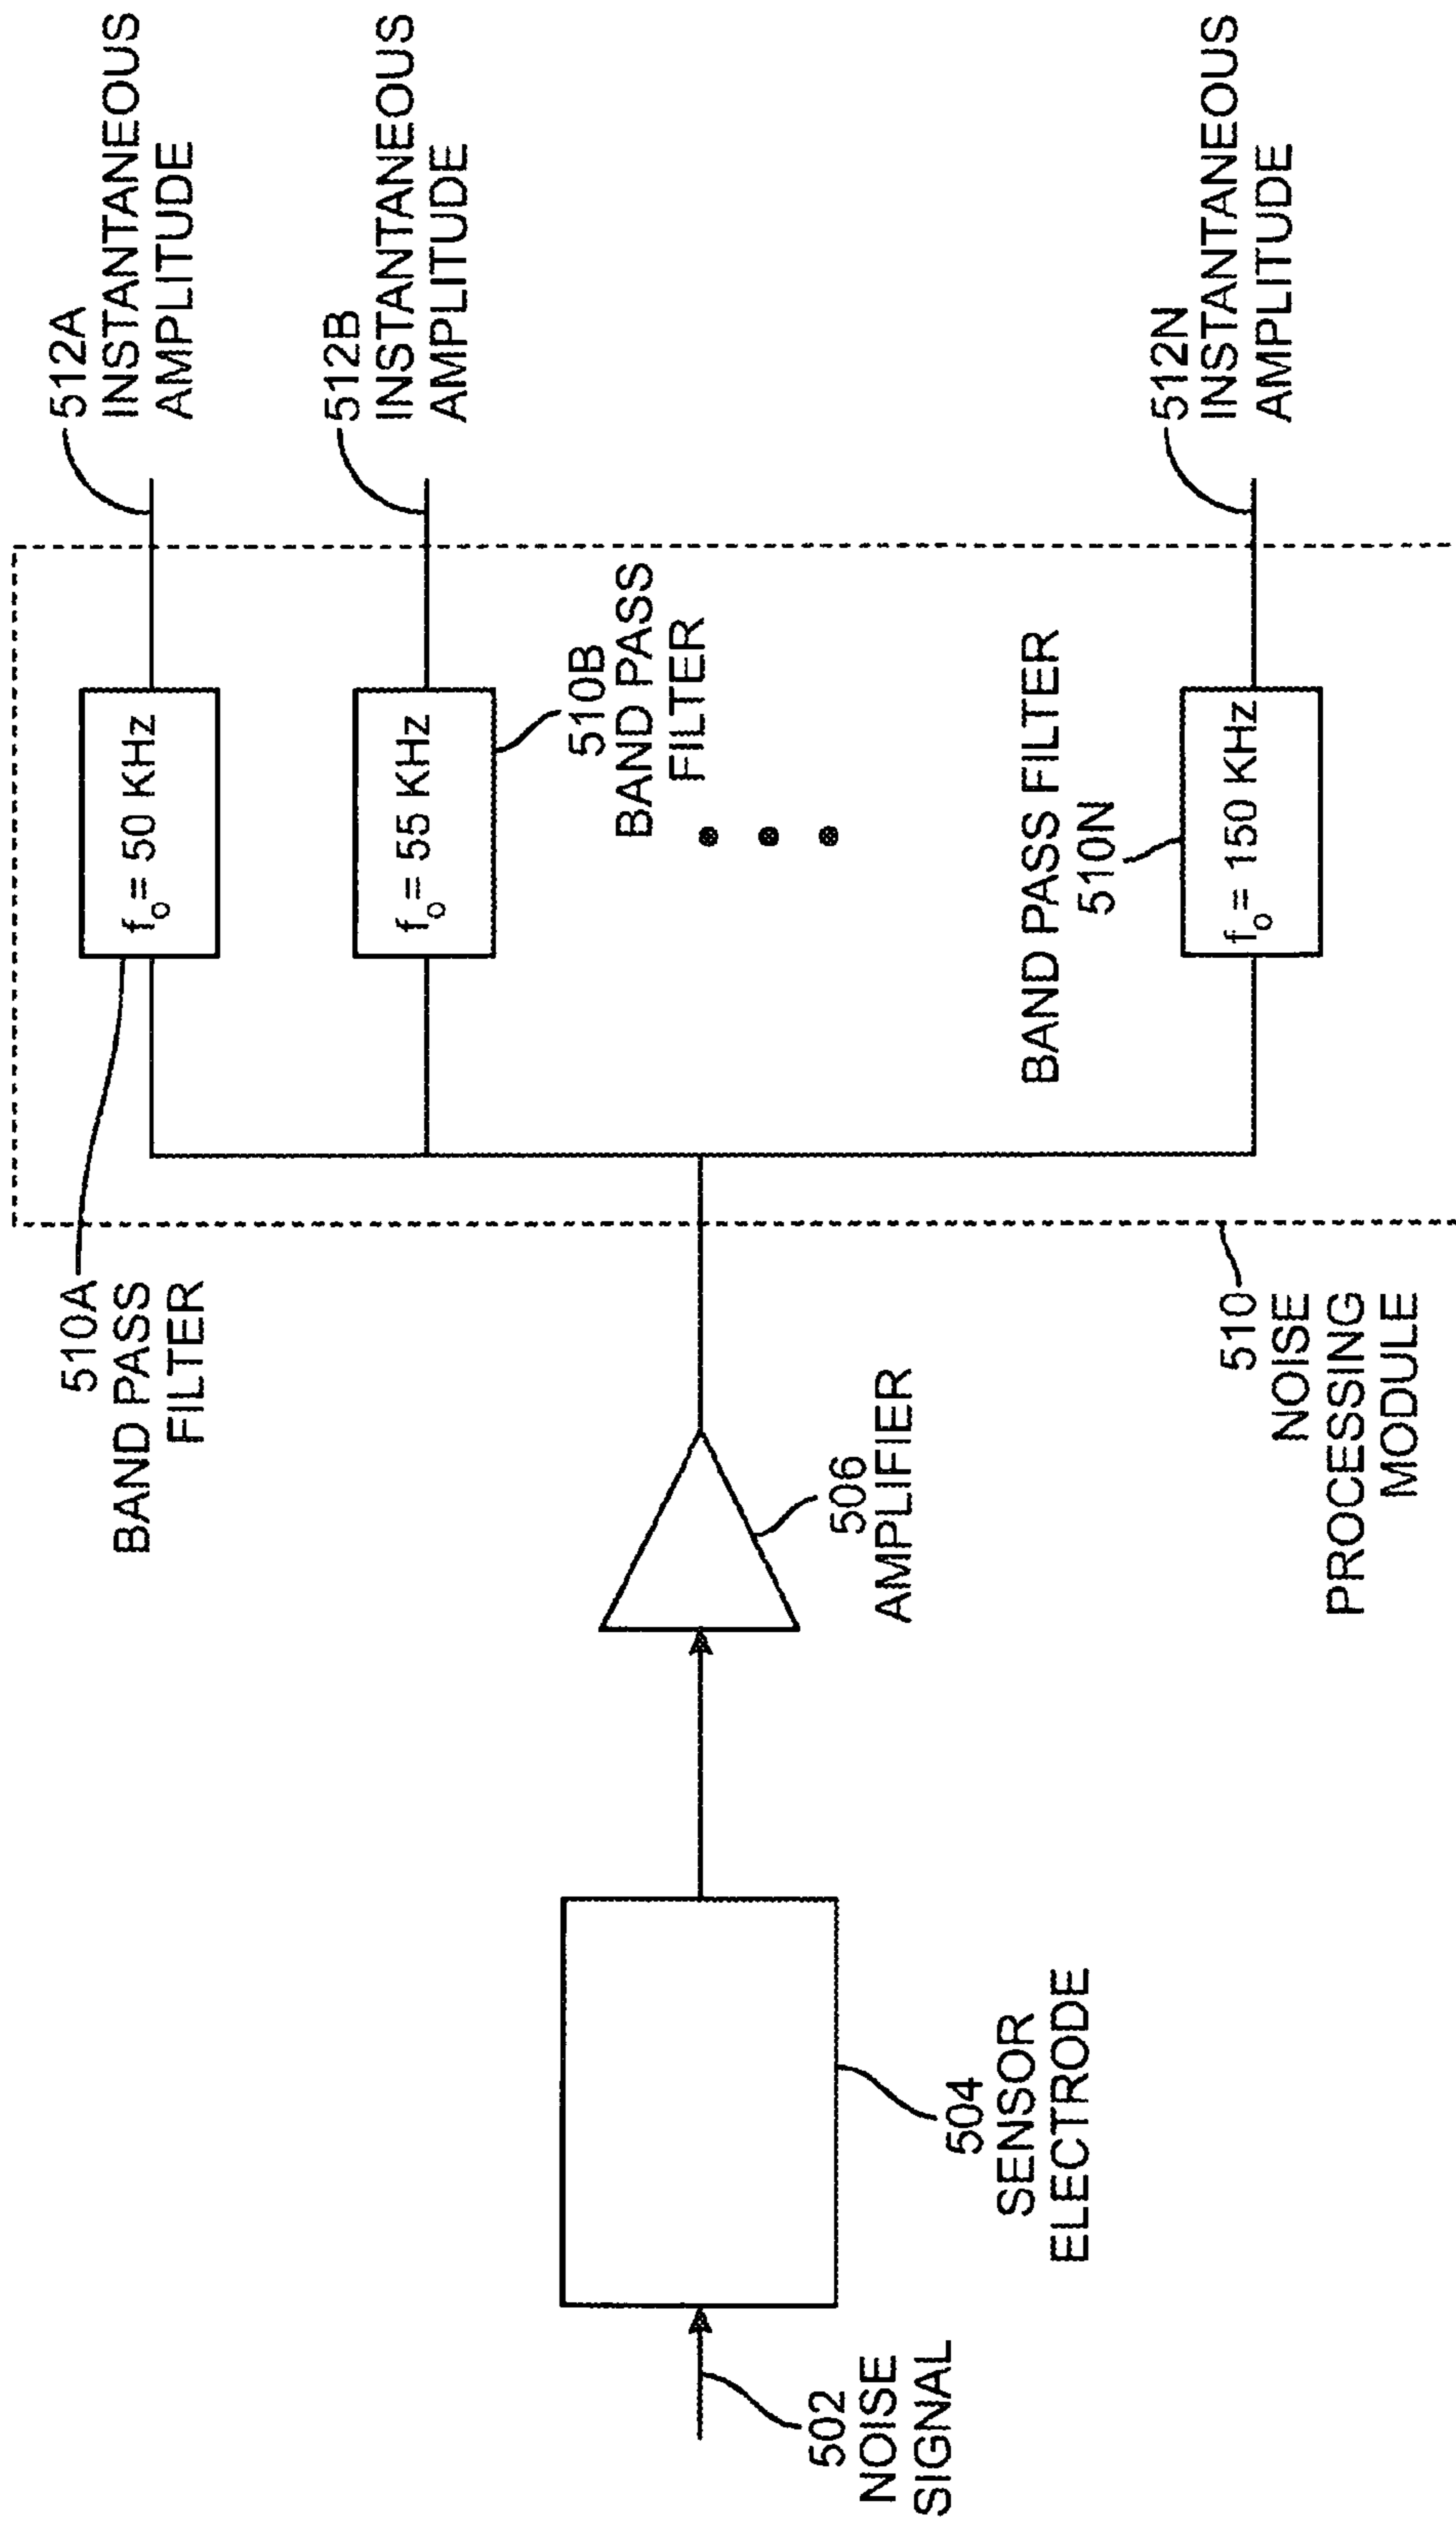 502
NOISE
SIGNAL
504
SENSOR
ELECTRODE
506
AMPLIFIER
510
NOISE
PROCESSING
MODULE
510A
BAND PASS
FILTER
fo = 50 KHz
512A
INSTANTANEOUS
AMPLITUDE
fo = 55 KHz
510B
BAND PASS
FILTER
512B
INSTANTANEOUS
AMPLITUDE
BAND PASS FILTER
510N
fo = 150 KHz
512N
INSTANTANEOUS
AMPLITUDE